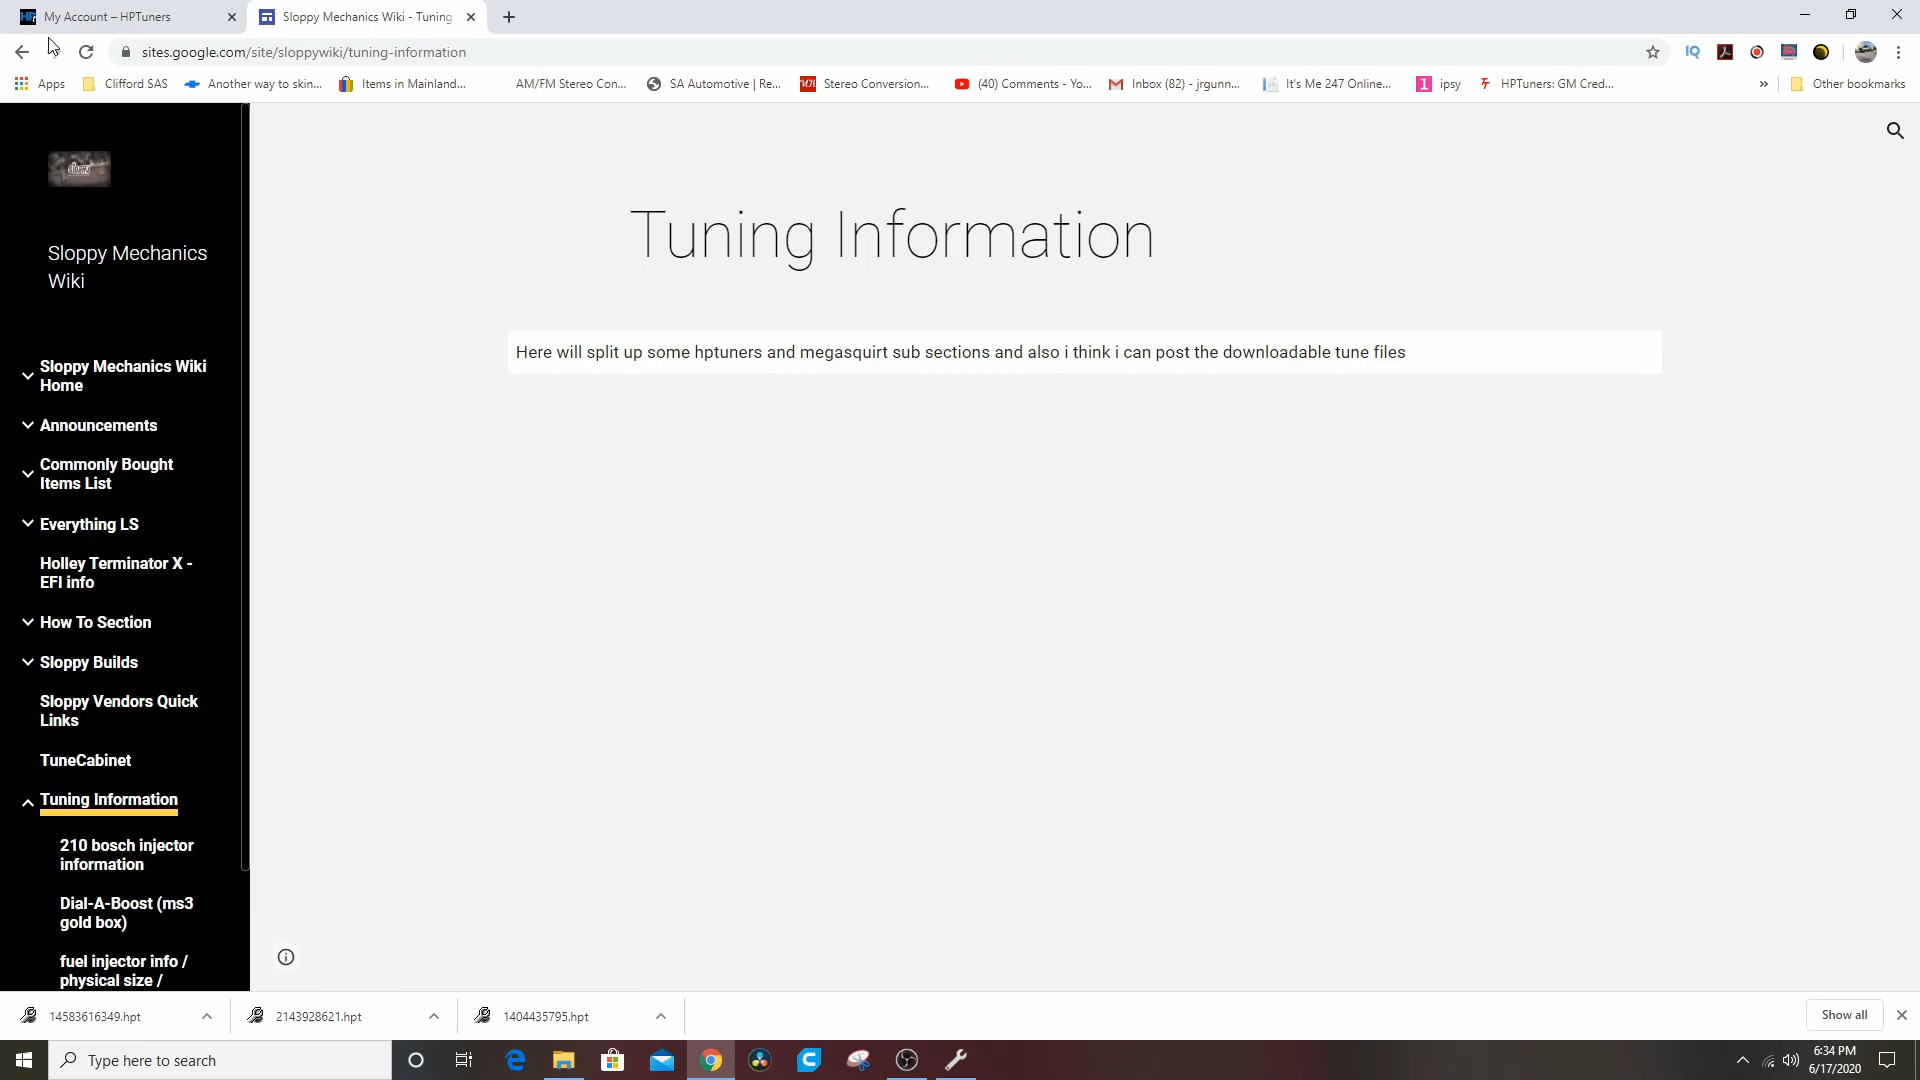 My Account – HPTuners
Sloppy Mechanics Wiki - Tuning
sites.google.com/site/sloppywiki/tuning-information
IQ
Apps
Clifford SAS
Another way to skin...
Items in Mainland...
AM/FM Stereo Con...
SA Automotive | Re...
Stereo Conversion...
(40) Comments - Yo...
Inbox (82) - jrgunn...
It's Me 247 Online...
ipsy
HPTuners: GM Cred...
»
Other bookmarks
Sloppy Mechanics
Wiki
Sloppy Mechanics Wiki
Home
Announcements
Commonly Bought
Items List
Everything LS
Holley Terminator X -
EFI info
How To Section
Sloppy Builds
Sloppy Vendors Quick
Links
TuneCabinet
Tuning Information
210 bosch injector
information
Dial-A-Boost (ms3
gold box)
fuel injector info /
physical size /
Tuning Information
Here will split up some hptuners and megasquirt sub sections and also i think i can post the downloadable tune files
14583616349.hpt
2143928621.hpt
1404435795.hpt
Show all
Type here to search
6:34 PM
6/17/2020